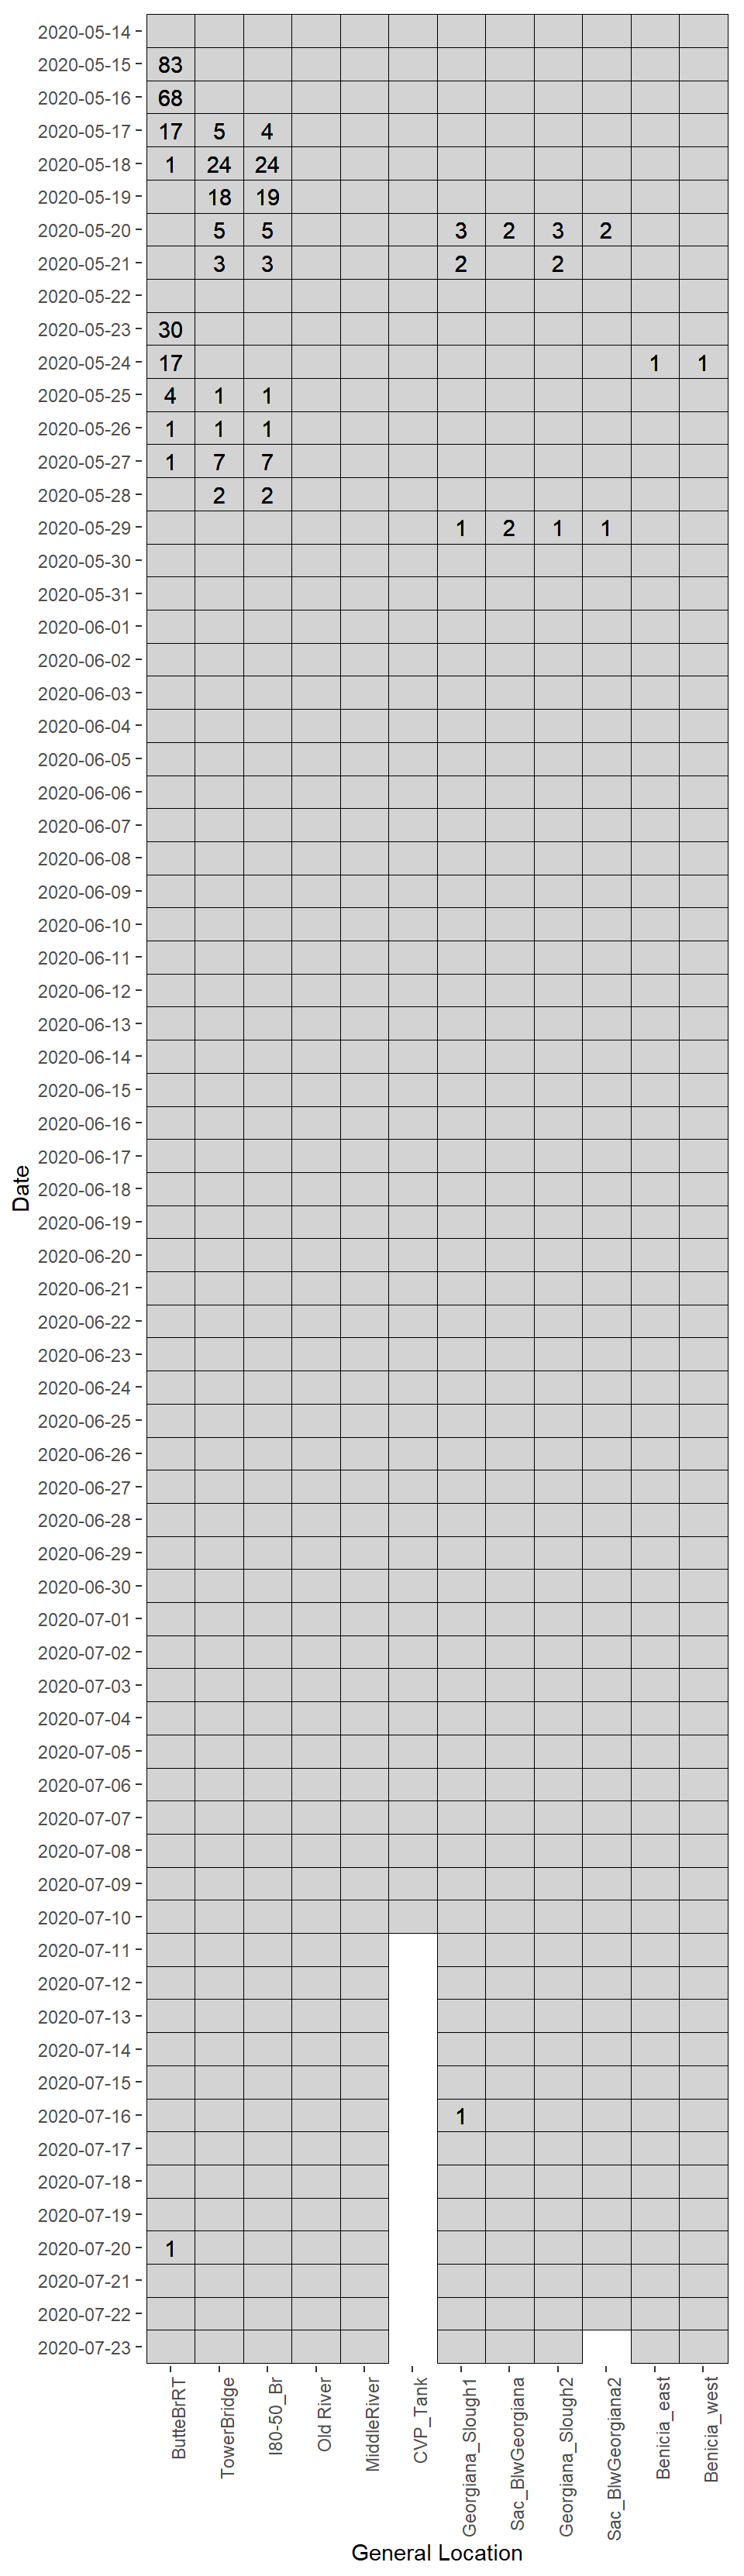 2020-05-14
2020-05-15 83
2020-05-16 68
2020-05-17 17 5 4
2020-05-18 1 24 24
2020-05-19 18 19
2020-05-20 5 5 3 2 3 2
2020-05-21 3 3 2 2
2020-05-22
2020-05-23 30
2020-05-24 17 1 1
2020-05-25 4 1 1
2020-05-26 1 1 1
2020-05-27 1 7 7
2020-05-28 2 2
2020-05-29 1 2 1 1
2020-05-30
2020-05-31
2020-06-01
2020-06-02
2020-06-03
2020-06-04
2020-06-05
2020-06-06
2020-06-07
2020-06-08
2020-06-09
2020-06-10
2020-06-11
2020-06-12
2020-06-13
2020-06-14
2020-06-15
2020-06-16
2020-06-17
Date
2020-06-18
2020-06-19
2020-06-20
2020-06-21
2020-06-22
2020-06-23
2020-06-24
2020-06-25
2020-06-26
2020-06-27
2020-06-28
2020-06-29
2020-06-30
2020-07-01
2020-07-02
2020-07-03
2020-07-04
2020-07-05
2020-07-06
2020-07-07
2020-07-08
2020-07-09
2020-07-10
2020-07-11
2020-07-12
2020-07-13
2020-07-14
2020-07-15
2020-07-16 1
2020-07-17
2020-07-18
2020-07-19
2020-07-20 1
2020-07-21
2020-07-22
2020-07-23
ButteBrRT
TowerBridge
I80-50_Br
Old River
MiddleRiver
CVP_Tank
Georgiana_Slough1
Sac_BlwGeorgiana
Georgiana_Slough2
Sac_BlwGeorgiana2
Benicia_east
Benicia_west
General Location